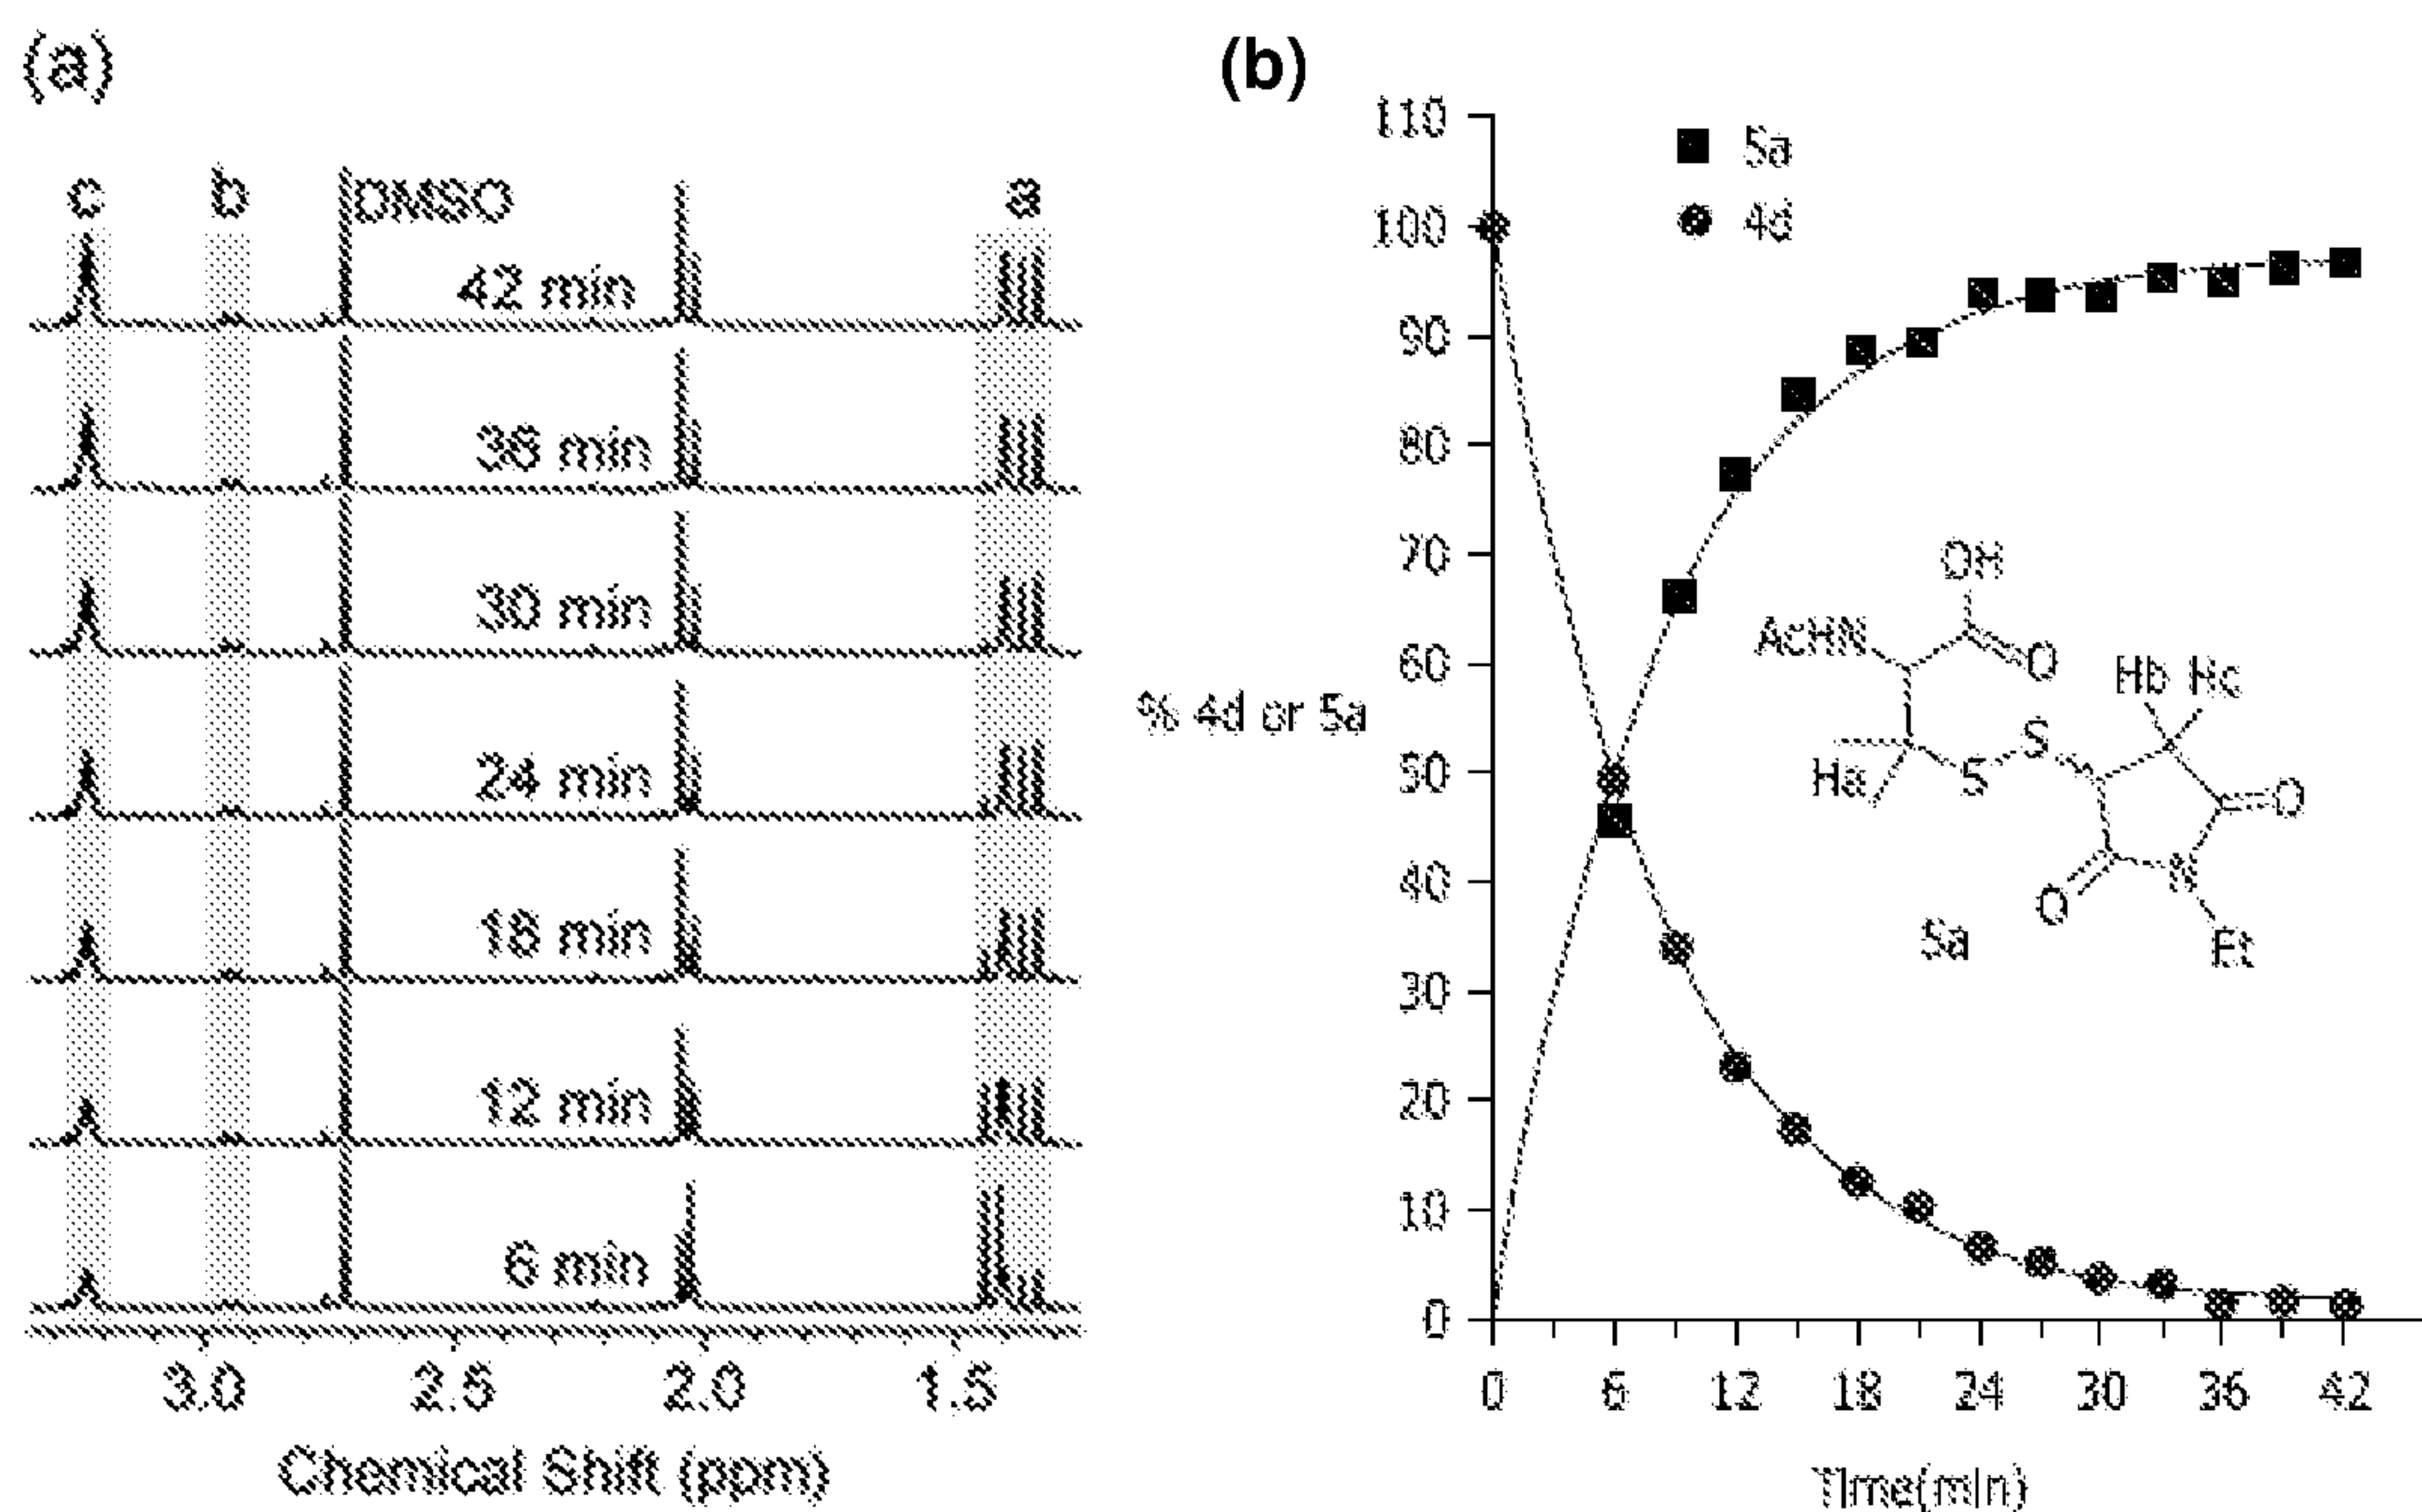 (a)
c b DMSO a
42 min
36 min
30 min
24 min
18 min
12 min
6 min
3.0 2.5 2.0 1.5
Chemical Shift (ppm)
(b)
5a
4d
110
100
90
80
70
60
50
40
30
20
10
0
% 4d or 5a
OH
AcHN
O
Hb Hc
S
Ha S
O
N
O
5a
Et
0 6 12 18 24 30 36 42
Time(min)